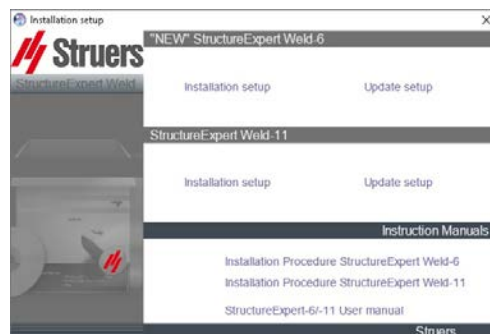 Installation setup
Struers
StructureExpert Weld
"NEW" StructureExpert Weld-6
Installation setup Update setup
StructureExpert Weld-11
Installation setup Update setup
Instruction Manuals
Installation Procedure StructureExpert Weld-6
Installation Procedure StructureExpert Weld-11
StructureExpert-6/-11 User manual
Struers